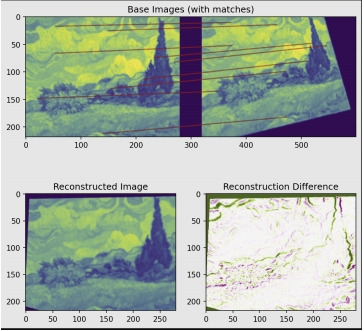 Base Images (with matches)
0
50
100
150
200
0 100 200 300 400 500
Reconstructed Image Reconstruction Difference
0 0
50 50
100 100
150 150
200 200
0 50 100 150 200 250 0 50 100 150 200 250